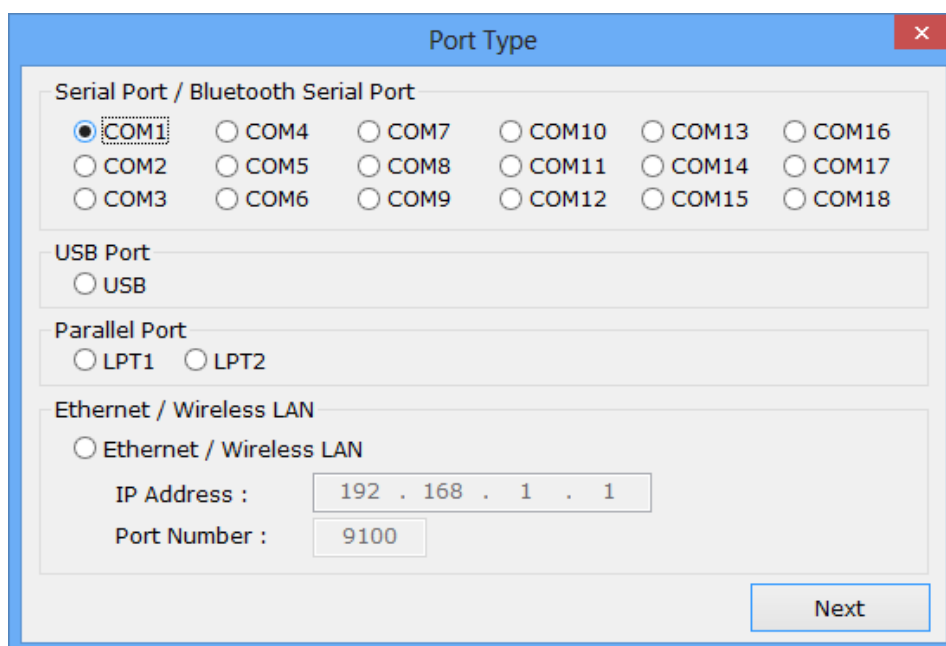 Port Type
Serial Port / Bluetooth Serial Port
COM1 COM4 COM7 COM10 COM13 COM16
COM2 COM5 COM8 COM11 COM14 COM17
COM3 COM6 COM9 COM12 COM15 COM18
USB Port
USB
Parallel Port
LPT1 LPT2
Ethernet / Wireless LAN
Ethernet / Wireless LAN
IP Address : 192 . 168 . 1 . 1
Port Number : 9100
Next